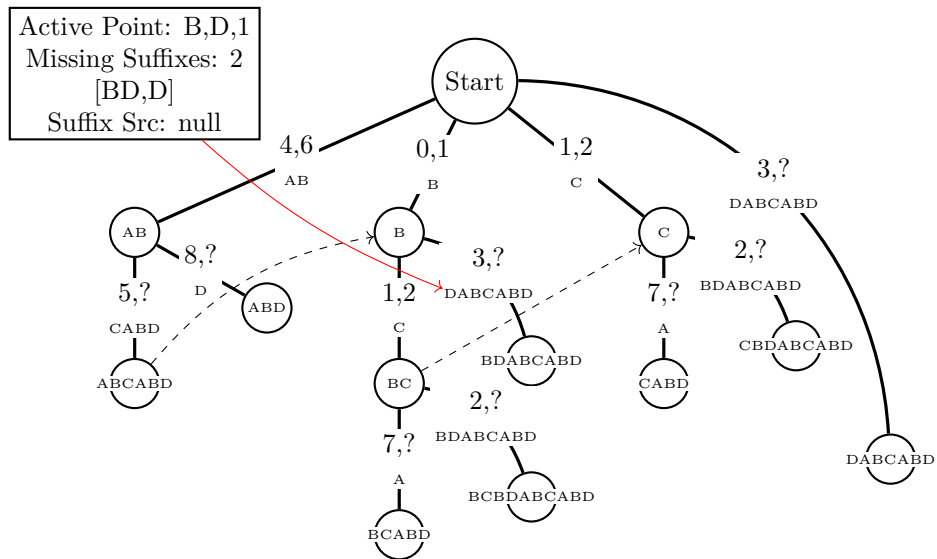 Active Point: B,D,1
Missing Suffixes: 2
[BD,D]
Suffix Src: null
Start
4,6
AB
0,1
B
1,2
C
3,?
DABCABD
AB
B
C
8,?
D
3,?
DABCABD
2,?
BDABCABD
5,?
CABD
1,2
C
7,?
A
ABD
ABCABD
BC
BDABCABD
CABD
CBDABCABD
2,?
BDABCABD
7,?
A
DABCABD
BCBDABCABD
BCABD